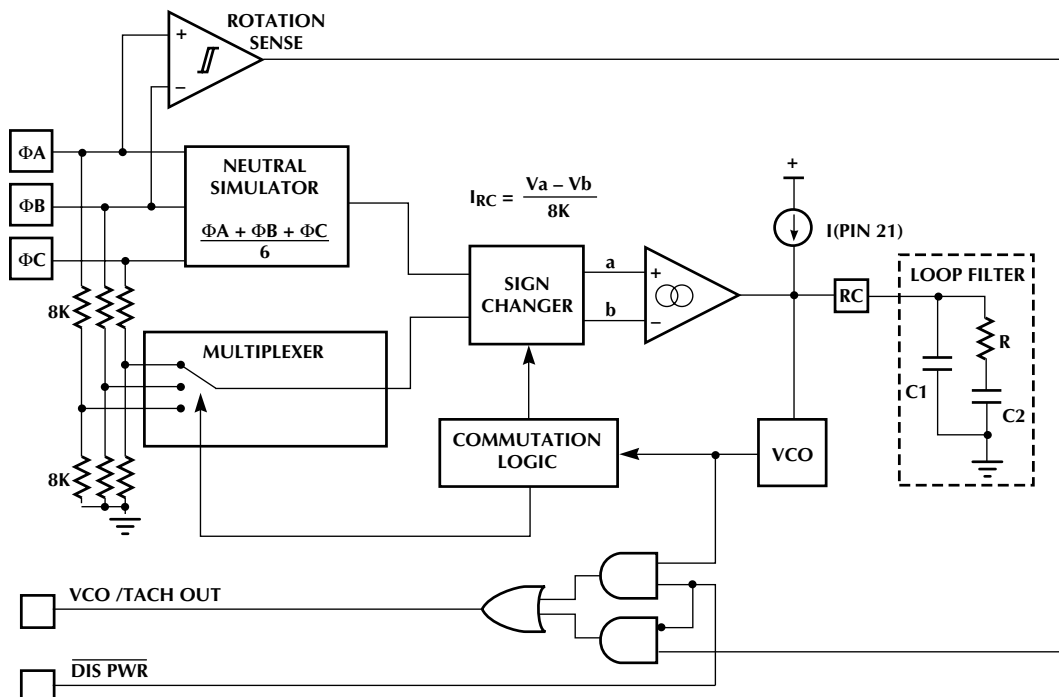 ROTATION
SENSE
+
−
ΦA
ΦB
ΦC
NEUTRAL
SIMULATOR
ΦA + ΦB + ΦC
6
I RC = Va – Vb
8K
+
I(PIN 21)
SIGN
CHANGER
a
b
+
−
RC
LOOP FILTER
R
C1
C2
8K
MULTIPLEXER
COMMUTATION
LOGIC
VCO
8K
VCO /TACH OUT
DIS PWR